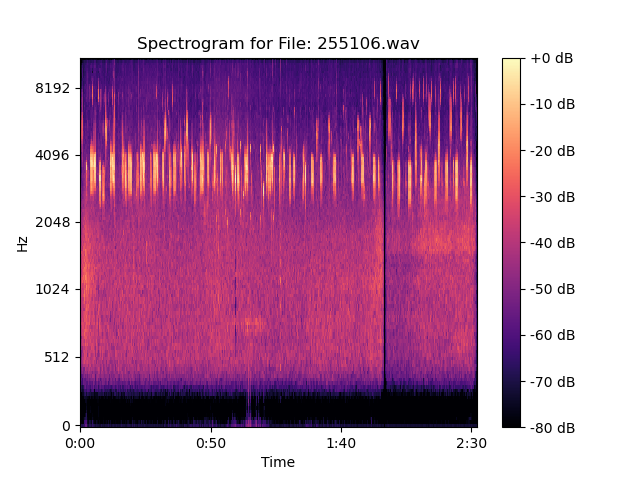 Spectrogram for File: 255106.wav
8192
4096
2048
1024
512
0
Hz
0:00
0:50
1:40
2:30
Time
+0 dB
-10 dB
-20 dB
-30 dB
-40 dB
-50 dB
-60 dB
-70 dB
-80 dB